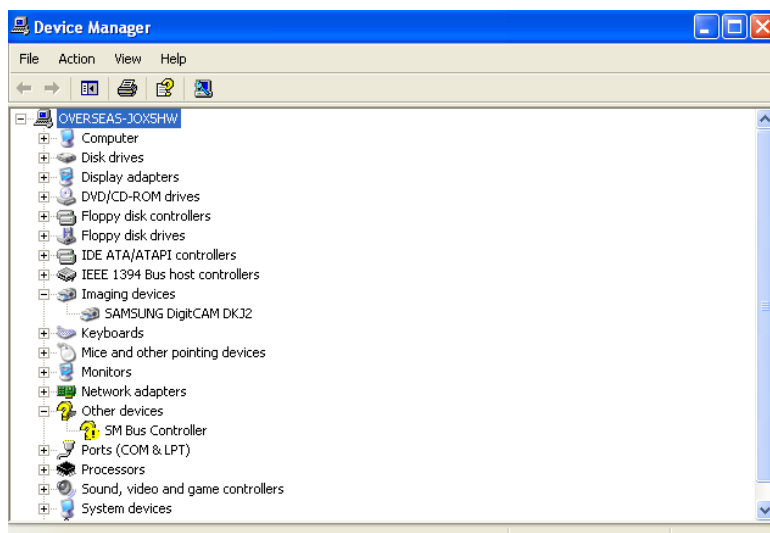 Device Manager
File Action View Help
OVERSEAS-JOX5HW
Computer
Disk drives
Display adapters
DVD/CD-ROM drives
Floppy disk controllers
Floppy disk drives
IDE ATA/ATAPI controllers
IEEE 1394 Bus host controllers
Imaging devices
SAMSUNG DigitCAM DKJ2
Keyboards
Mice and other pointing devices
Monitors
Network adapters
Other devices
SM Bus Controller
Ports (COM & LPT)
Processors
Sound, video and game controllers
System devices